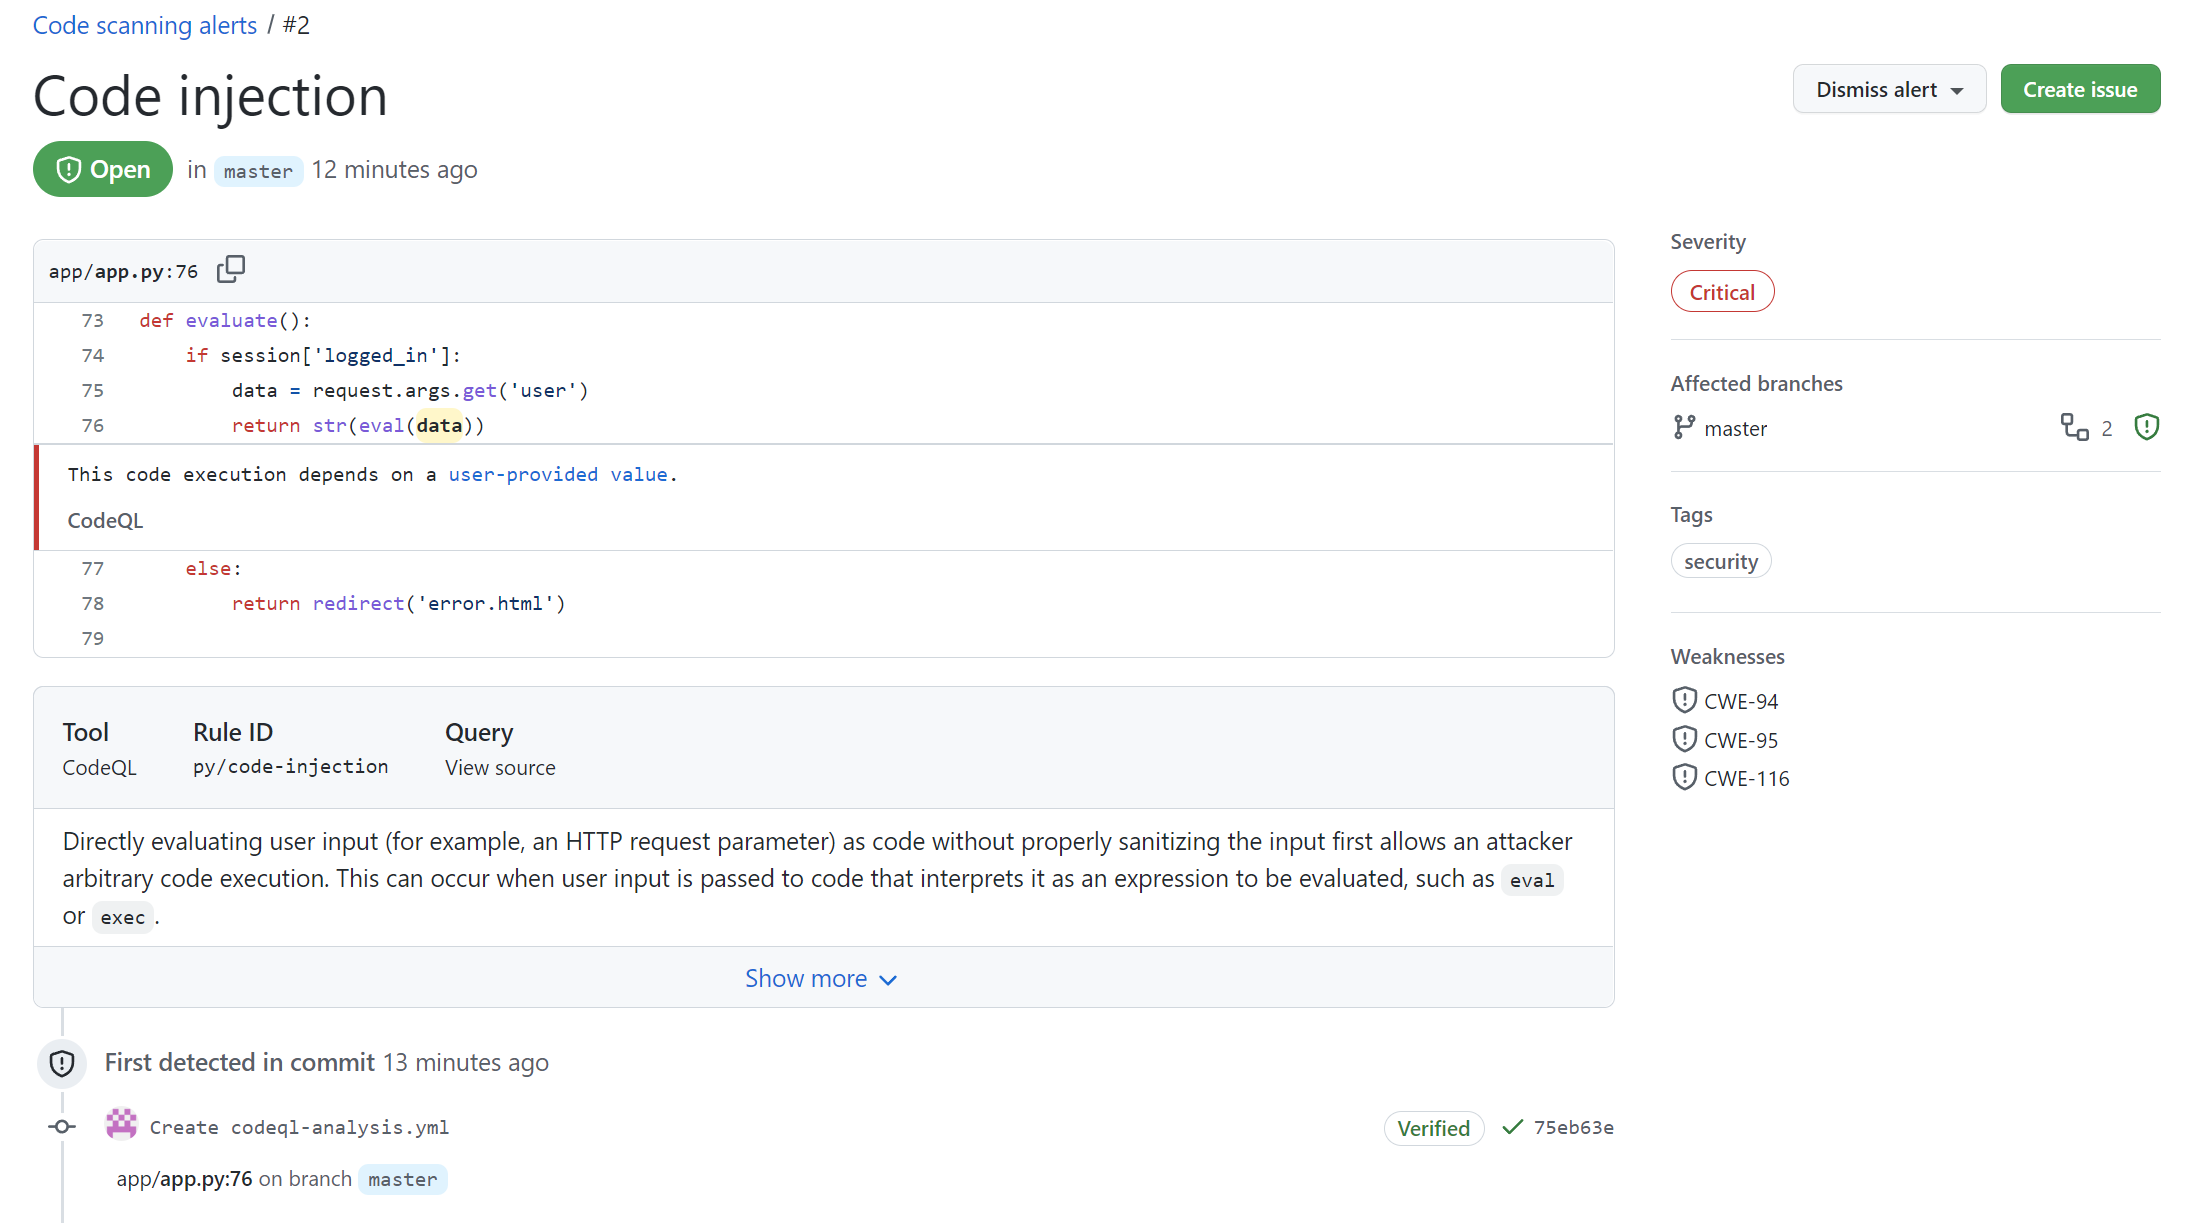 Code scanning alerts / #2
Code injection
Dismiss alert
Create issue
Open in master 12 minutes ago
app/app.py:76
73 def evaluate():
74 if session['logged_in']:
75 data = request.args.get('user')
76 return str(eval(data))
This code execution depends on a user-provided value.
CodeQL
77 else:
78 return redirect('error.html')
79
Tool Rule ID Query
CodeQL py/code-injection View source
Directly evaluating user input (for example, an HTTP request parameter) as code without properly sanitizing the input first allows an attacker
arbitrary code execution. This can occur when user input is passed to code that interprets it as an expression to be evaluated, such as eval
or exec.
Show more
First detected in commit 13 minutes ago
Create codeql-analysis.yml Verified 75eb63e
app/app.py:76 on branch master
Severity
Critical
Affected branches
master 2
Tags
security
Weaknesses
CWE-94
CWE-95
CWE-116